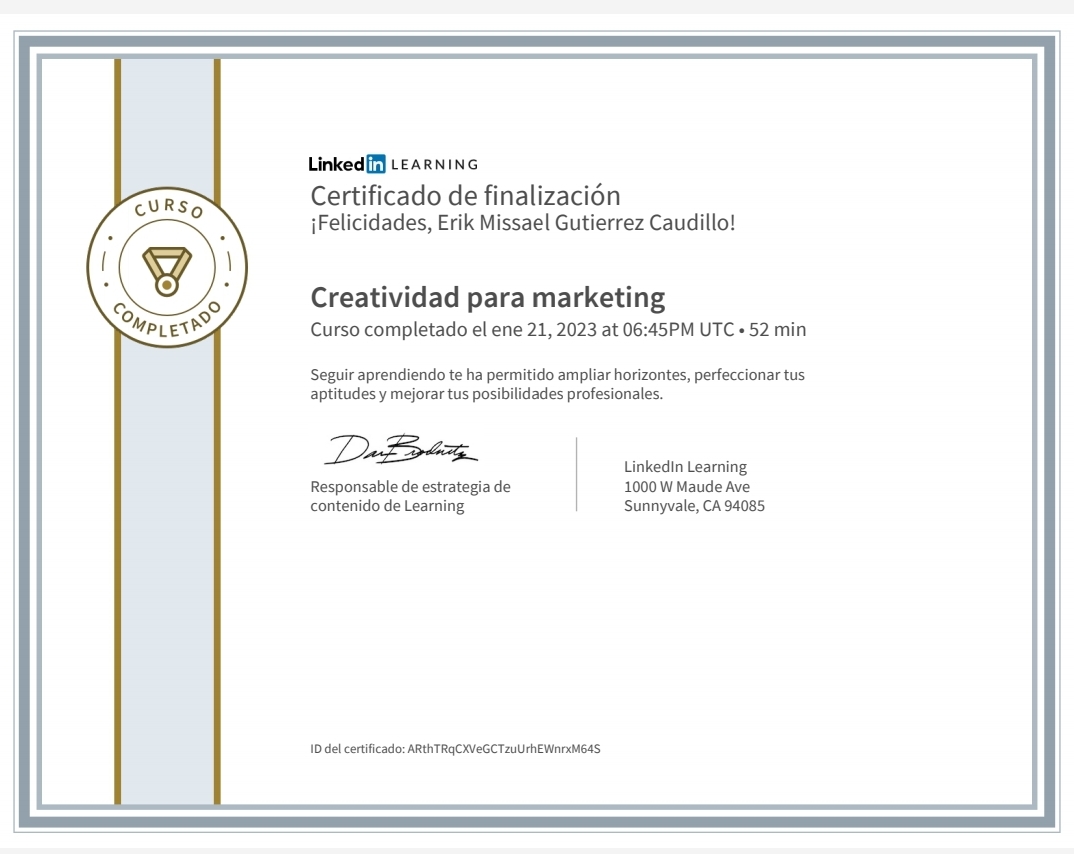 CURSO
COMPLETADO
Linked in LEARNING
Certificado de finalización
¡Felicidades, Erik Missael Gutierrez Caudillo!
Creatividad para marketing
Curso completado el ene 21, 2023 at 06:45PM UTC • 52 min
Seguir aprendiendo te ha permitido ampliar horizontes, perfeccionar tus
aptitudes y mejorar tus posibilidades profesionales.
Responsable de estrategia de
contenido de Learning
LinkedIn Learning
1000 W Maude Ave
Sunnyvale, CA 94085
ID del certificado: ARthTRqCXVeGCTzuUrhEWnrxM64S